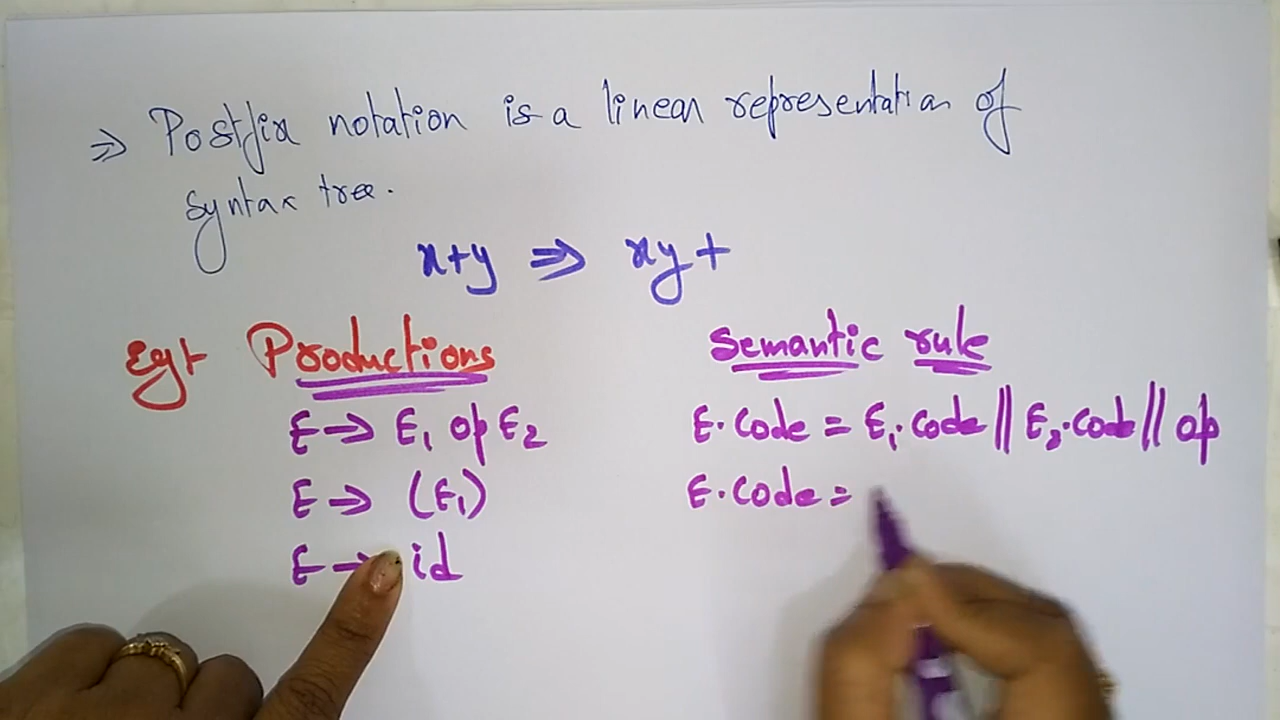 ⇒ Postfix notation is a linear representation of
syntax tree.
x+y ⇒ xy+
Eg:- Productions Semantic rule
E → E₁ op E₂ E.Code = E₁.Code || E₂.Code || op
E → (E₁) E.Code =
E → id